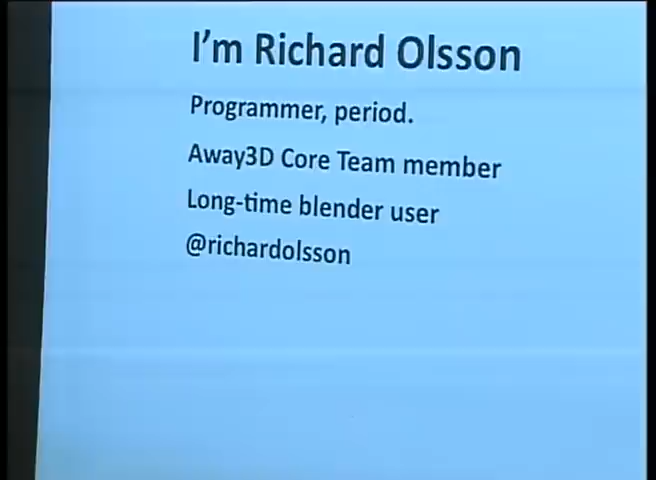 I'm Richard Olsson
Programmer, period.
Away3D Core Team member
Long-time blender user
@richardolsson